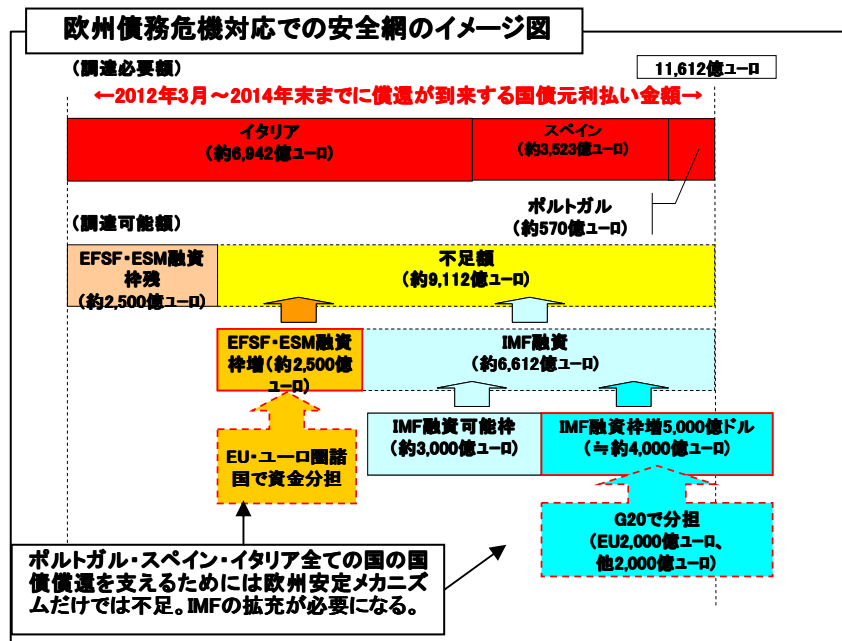 欧州債務危機対応での安全網のイメージ図
（調達必要額）
11,612億ユーロ
←2012年3月～2014年末までに償還が到来する国債元利払い金額→
イタリア
（約6,942億ユーロ）
スペイン
（約3,523億ユーロ）
ポルトガル
（約570億ユーロ）
（調達可能額）
EFSF・ESM融資
枠残
（約2,500億ユーロ）
不足額
（約9,112億ユーロ）
EFSF・ESM融資
枠増（約2,500億
ユーロ）
IMF融資
（約6,612億ユーロ）
IMF融資可能枠
（約3,000億ユーロ）
IMF融資枠増5,000億ドル
（≒約4,000億ユーロ）
EU・ユーロ圏諸
国で資金分担
G20で分担
（EU2,000億ユーロ、
他2,000億ユーロ）
ポルトガル・スペイン・イタリア全ての国の国
債償還を支えるためには欧州安定メカニズ
ムだけでは不足。IMFの拡充が必要になる。